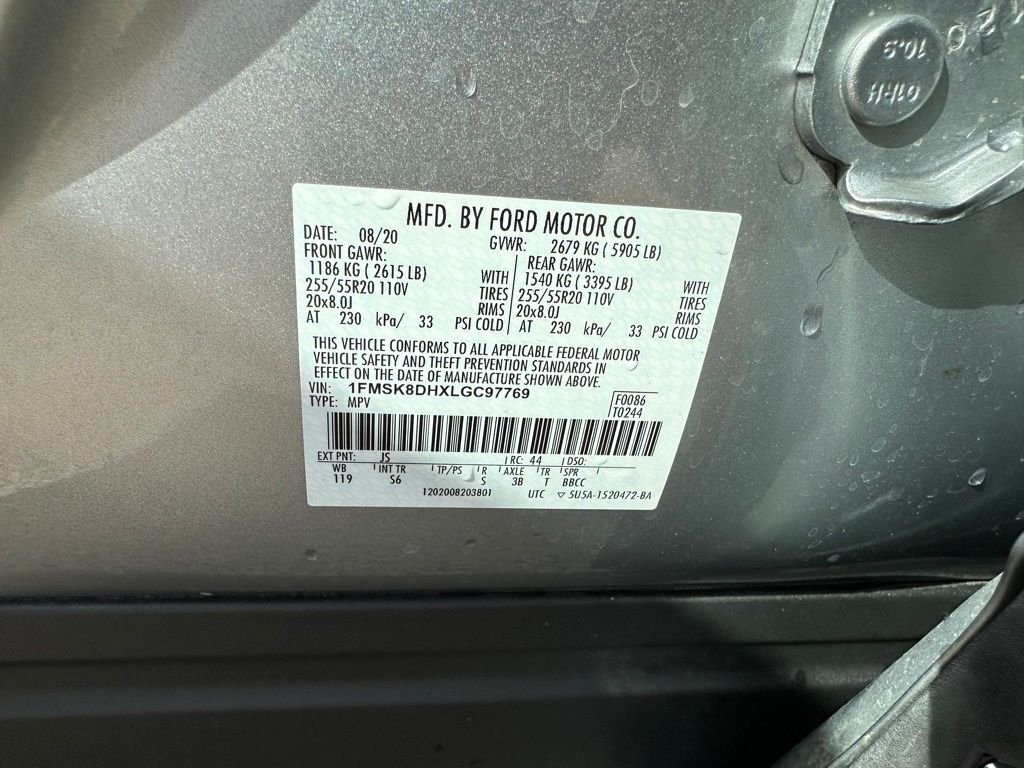 MFD. BY FORD MOTOR CO.
DATE: 08/20 GVWR: 2679 KG ( 5905 LB)
FRONT GAWR: REAR GAWR:
1186 KG ( 2615 LB) WITH 1540 KG ( 3395 LB) WITH
255/55R20 110V TIRES 255/55R20 110V TIRES
20x8.0J RIMS 20x8.0J RIMS
AT 230 kPa/ 33 PSI COLD AT 230 kPa/ 33 PSI COLD
THIS VEHICLE CONFORMS TO ALL APPLICABLE FEDERAL MOTOR
VEHICLE SAFETY AND THEFT PREVENTION STANDARDS IN
EFFECT ON THE DATE OF MANUFACTURE SHOWN ABOVE.
VIN: 1FMSK8DHXLGC97769 F0086
TYPE: MPV T0244
EXT PNT: JS RC: 44 DSO:
WB INT TR TP/PS R AXLE TR SPR
119 S6 S 3B T BBCC
1202008203801 UTC ▽ 5U5A-1520472-BA
10.9